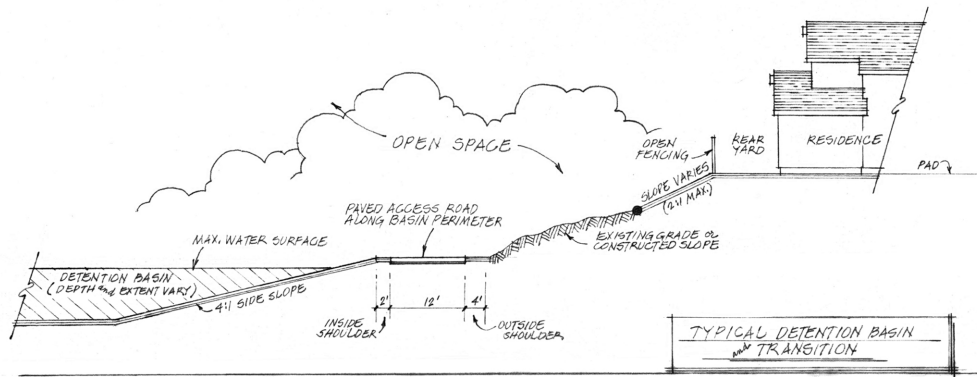 OPEN SPACE
OPEN
FENCING
REAR
YARD
RESIDENCE
PAD
SLOPE VARIES
(2:1 MAX.)
PAVED ACCESS ROAD
ALONG BASIN PERIMETER
EXISTING GRADE or
CONSTRUCTED SLOPE
MAX. WATER SURFACE
DETENTION BASIN
(DEPTH and EXTENT VARY)
4:1 SIDE SLOPE
2' 12' 4'
INSIDE
SHOULDER
OUTSIDE
SHOULDER
TYPICAL DETENTION BASIN
and TRANSITION